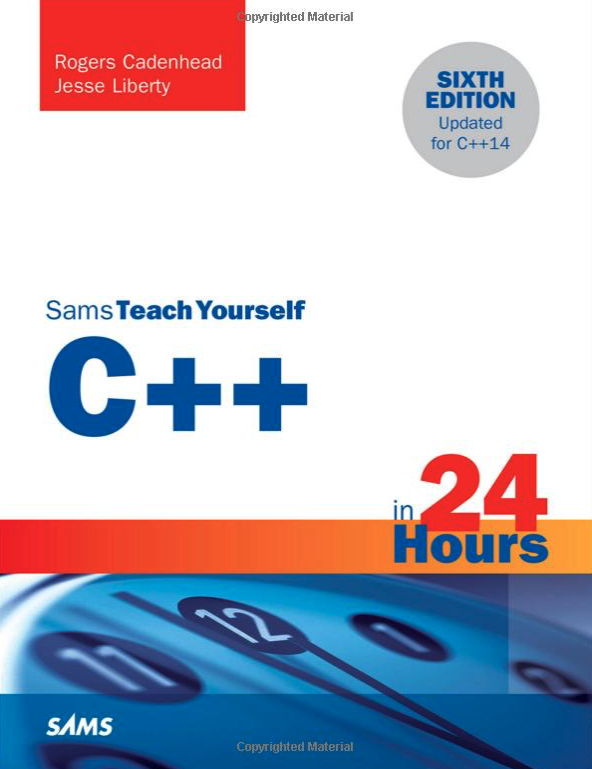 Copyrighted Material
Rogers Cadenhead
Jesse Liberty
SIXTH
EDITION
Updated
for C++14
Sams Teach Yourself
C++
in 24
Hours
11
12
1
2
SAMS
Copyrighted Material